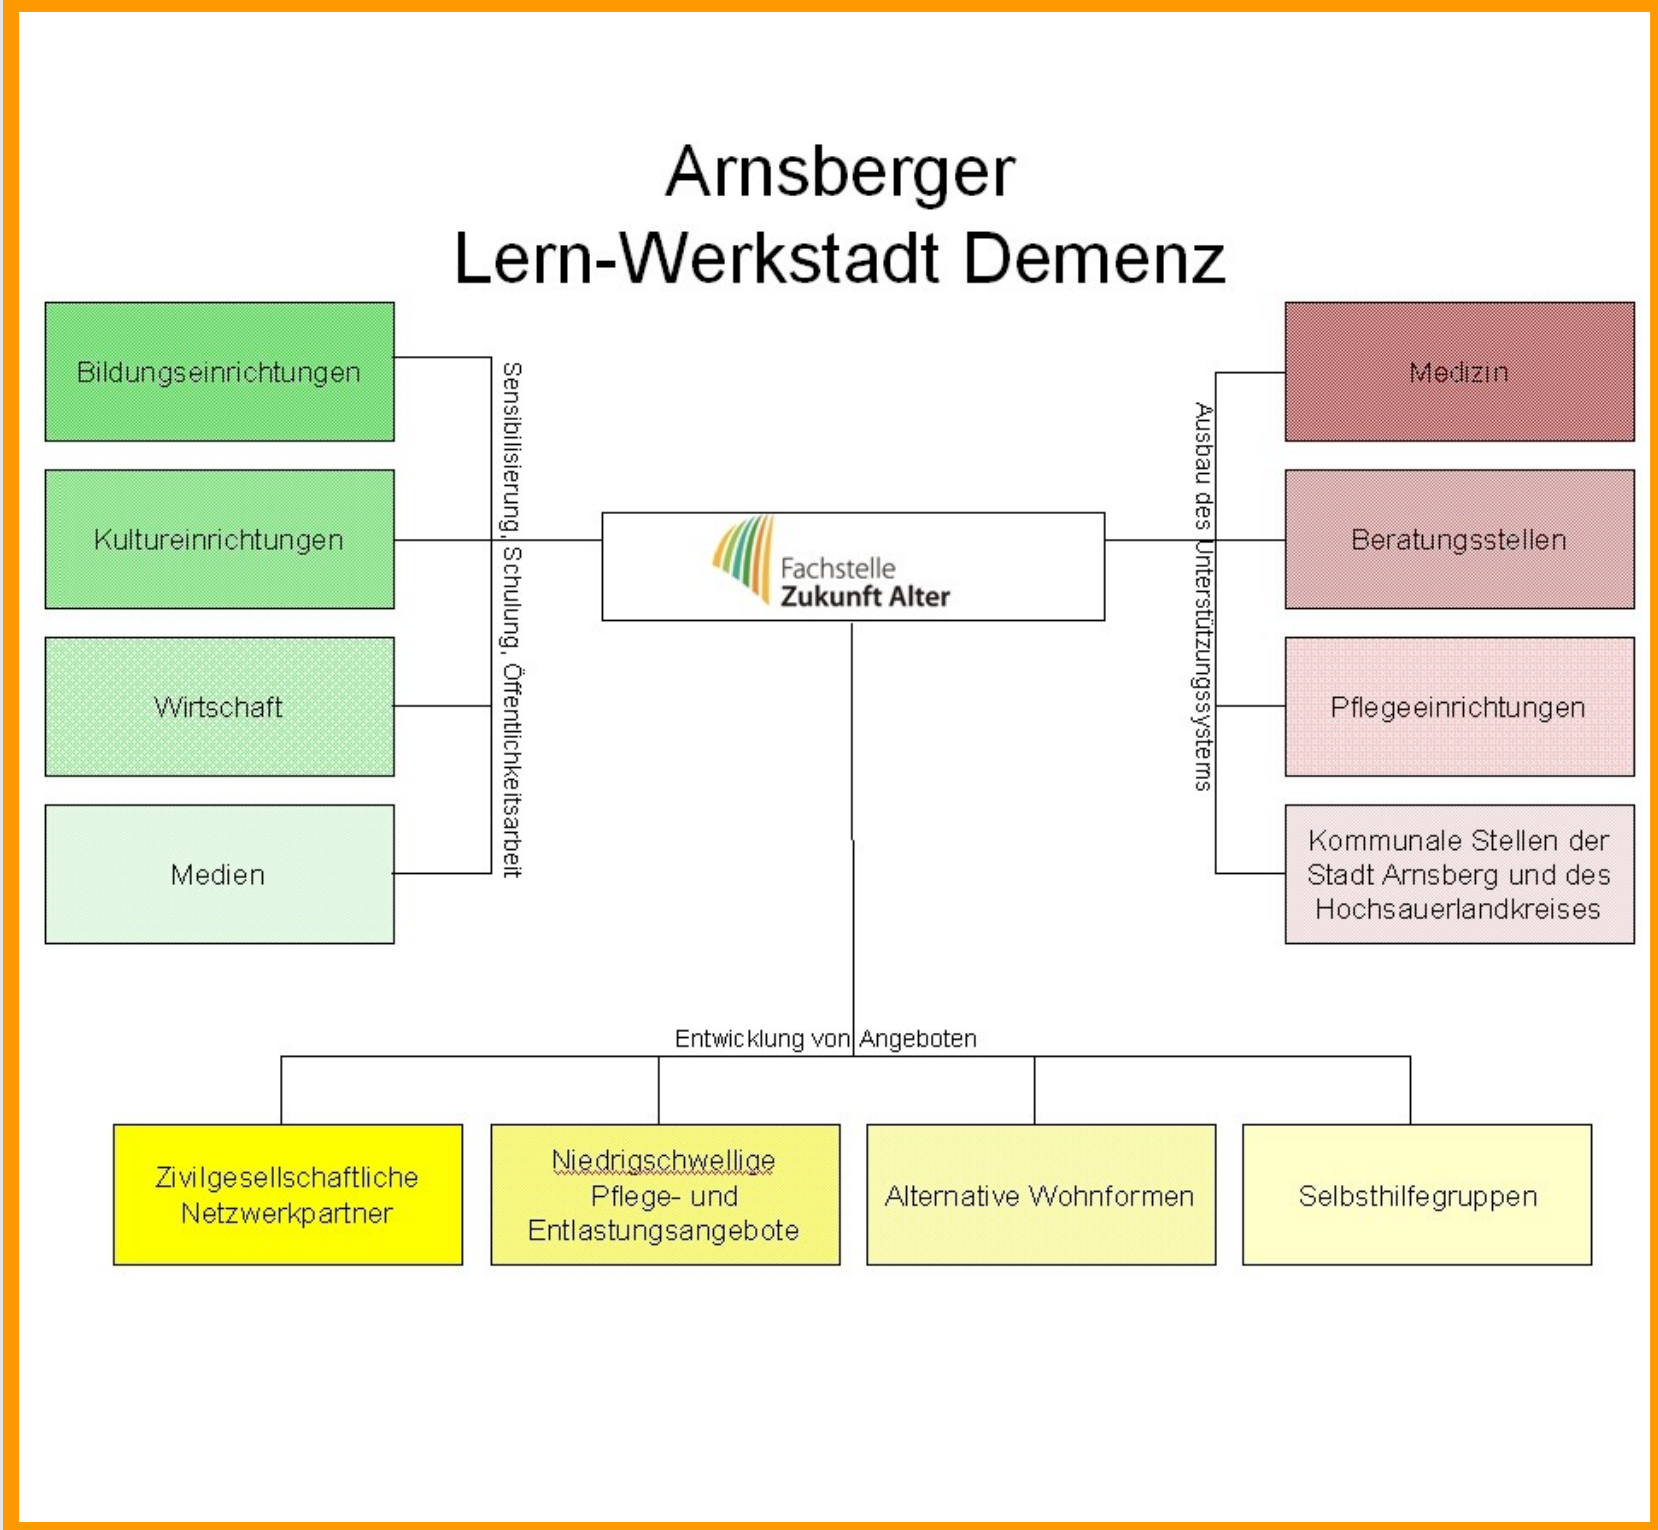 Arnsberger
Lern-Werkstadt Demenz
Bildungseinrichtungen
Kultureinrichtungen
Wirtschaft
Medien
Sensibilisierung, Schulung, Öffentlichkeitsarbeit
Fachstelle
Zukunft Alter
Ausbau des Unterstützungssystems
Medizin
Beratungsstellen
Pflegeeinrichtungen
Kommunale Stellen der
Stadt Arnsberg und des
Hochsauerlandkreises
Entwicklung von Angeboten
Zivilgesellschaftliche
Netzwerkpartner
Niedrigschwellige
Pflege- und
Entlastungsangebote
Alternative Wohnformen
Selbsthilfegruppen